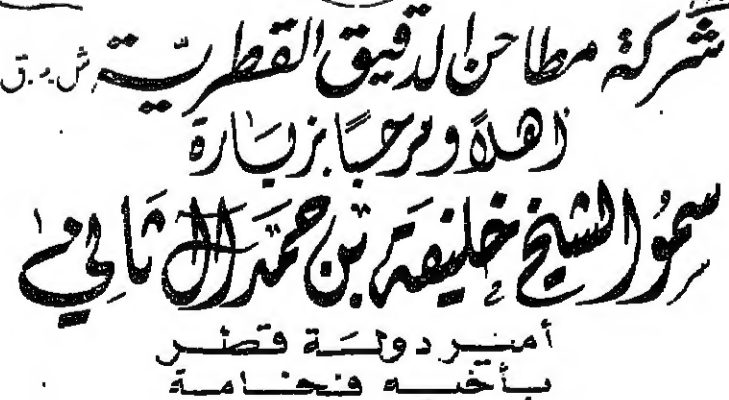 شركة مطاحن الدقيق القطرية ش.م.ق
أهلاً ومرحباً بزيارة
سمو الشيخ خليفة بن حمد آل ثاني
أمير دولة قطر
بأخيه فخامة